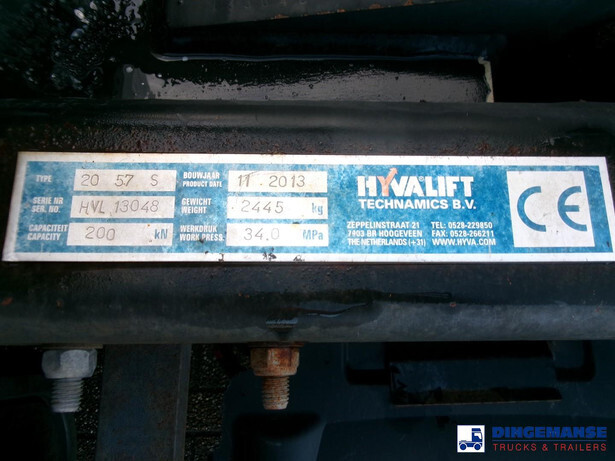 TYPE 20 57 S BOUWJAAR PRODUCT DATE 11 2013
SERIE NR SER. NO. HVL 13048 GEWICHT WEIGHT 2445 kg
CAPACITEIT CAPACITY 200 kN WERKDRUK WORK PRESS. 34.0 MPa
HYVALIFT
TECHNAMICS B.V.
ZEPPELINSTRAAT 21 TEL: 0528-229850
7903 BR HOOGEVEEN FAX: 0528-266211
THE NETHERLANDS (+31) WWW.HYVA.COM
CE
DINGEMANSE
TRUCKS & TRAILERS